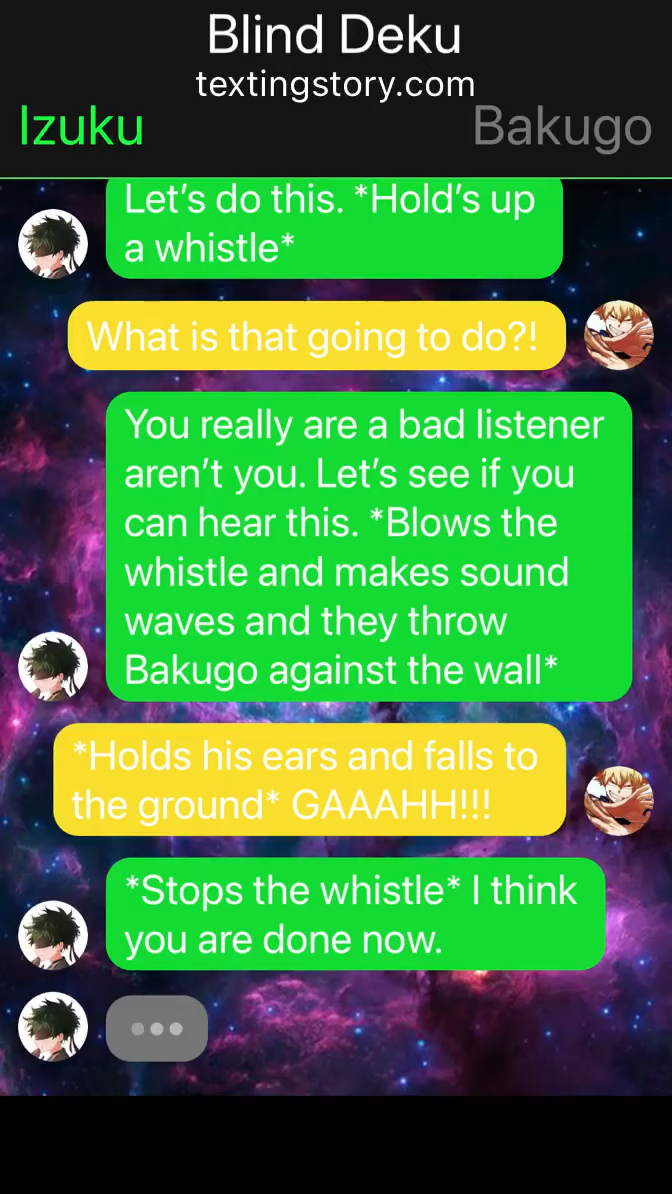 Blind Deku
textingstory.com
Izuku
Bakugo
Let’s do this. *Hold’s up
a whistle*
What is that going to do?!
You really are a bad listener
aren’t you. Let’s see if you
can hear this. *Blows the
whistle and makes sound
waves and they throw
Bakugo against the wall*
*Holds his ears and falls to
the ground* GAAAHH!!!
*Stops the whistle* I think
you are done now.